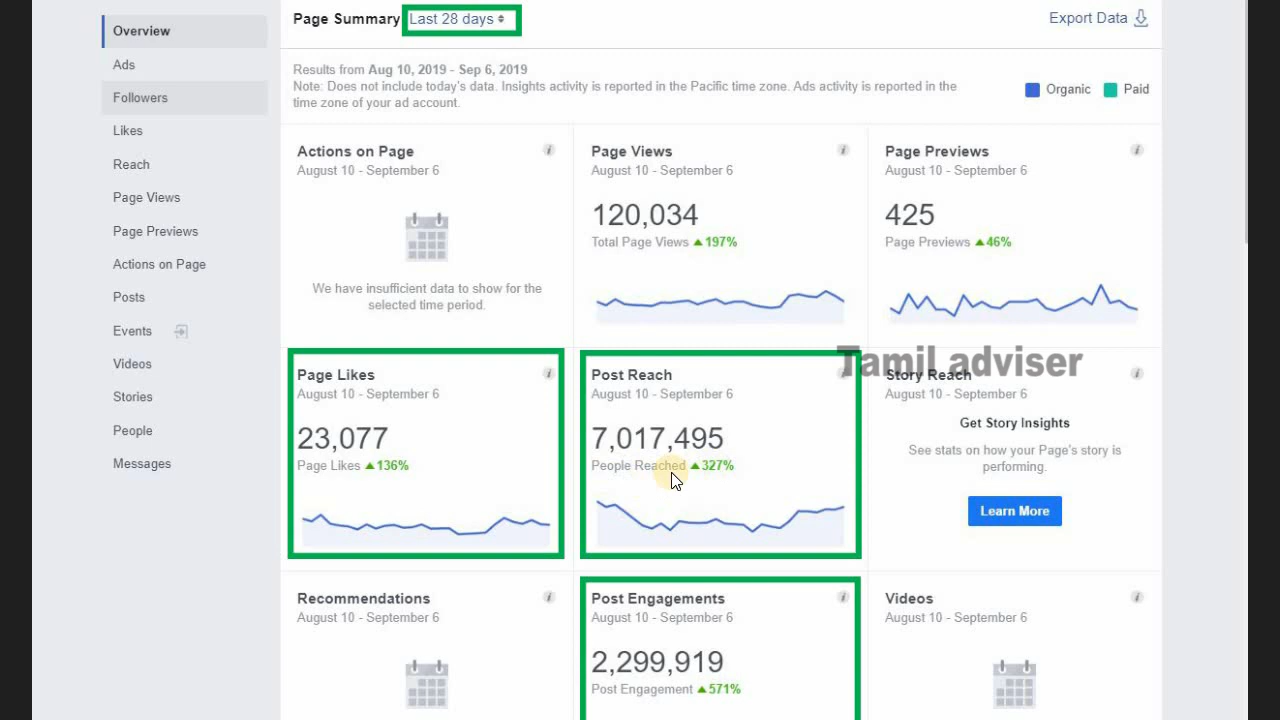 Overview
Ads
Followers
Likes
Reach
Page Views
Page Previews
Actions on Page
Posts
Events
Videos
Stories
People
Messages
Page Summary Last 28 days
Export Data
Results from Aug 10, 2019 - Sep 6, 2019
Note: Does not include today's data. Insights activity is reported in the Pacific time zone. Ads activity is reported in the
time zone of your ad account.
Organic Paid
Actions on Page
August 10 - September 6
We have insufficient data to show for the
selected time period.
Page Views
August 10 - September 6
120,034
Total Page Views ▲197%
Page Previews
August 10 - September 6
425
Page Previews ▲46%
Tamil adviser
Page Likes
August 10 - September 6
23,077
Page Likes ▲136%
Post Reach
August 10 - September 6
7,017,495
People Reached ▲327%
Story Reach
August 10 - September 6
Get Story Insights
See stats on how your Page's story is
performing.
Learn More
Recommendations
August 10 - September 6
Post Engagements
August 10 - September 6
2,299,919
Post Engagement ▲571%
Videos
August 10 - September 6